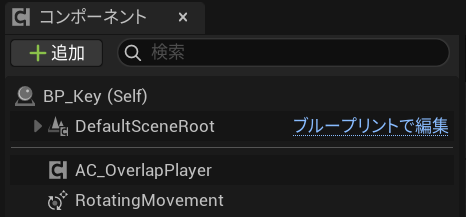 コンポーネント
追加
検索
BP_Key (Self)
DefaultSceneRoot ブループリントで編集
AC_OverlapPlayer
RotatingMovement